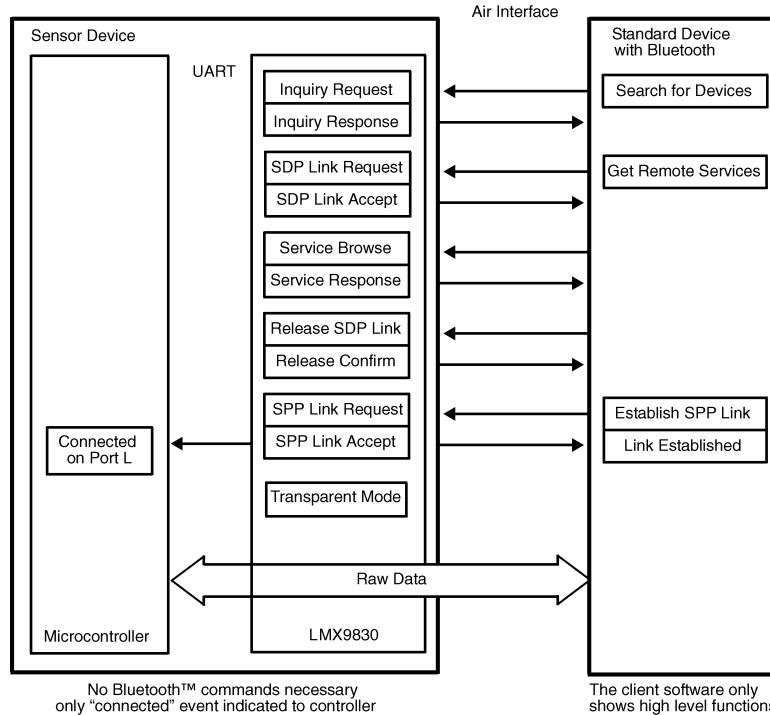 Air Interface
Sensor Device
Standard Device
with Bluetooth
UART
Inquiry Request
Search for Devices
Inquiry Response
SDP Link Request
Get Remote Services
SDP Link Accept
Service Browse
Service Response
Release SDP Link
Release Confirm
SPP Link Request
Establish SPP Link
Connected
on Port L
SPP Link Accept
Link Established
Transparent Mode
Raw Data
Microcontroller
LMX9830
No Bluetooth™ commands necessary
only “connected” event indicated to controller
The client software only
shows high level functions